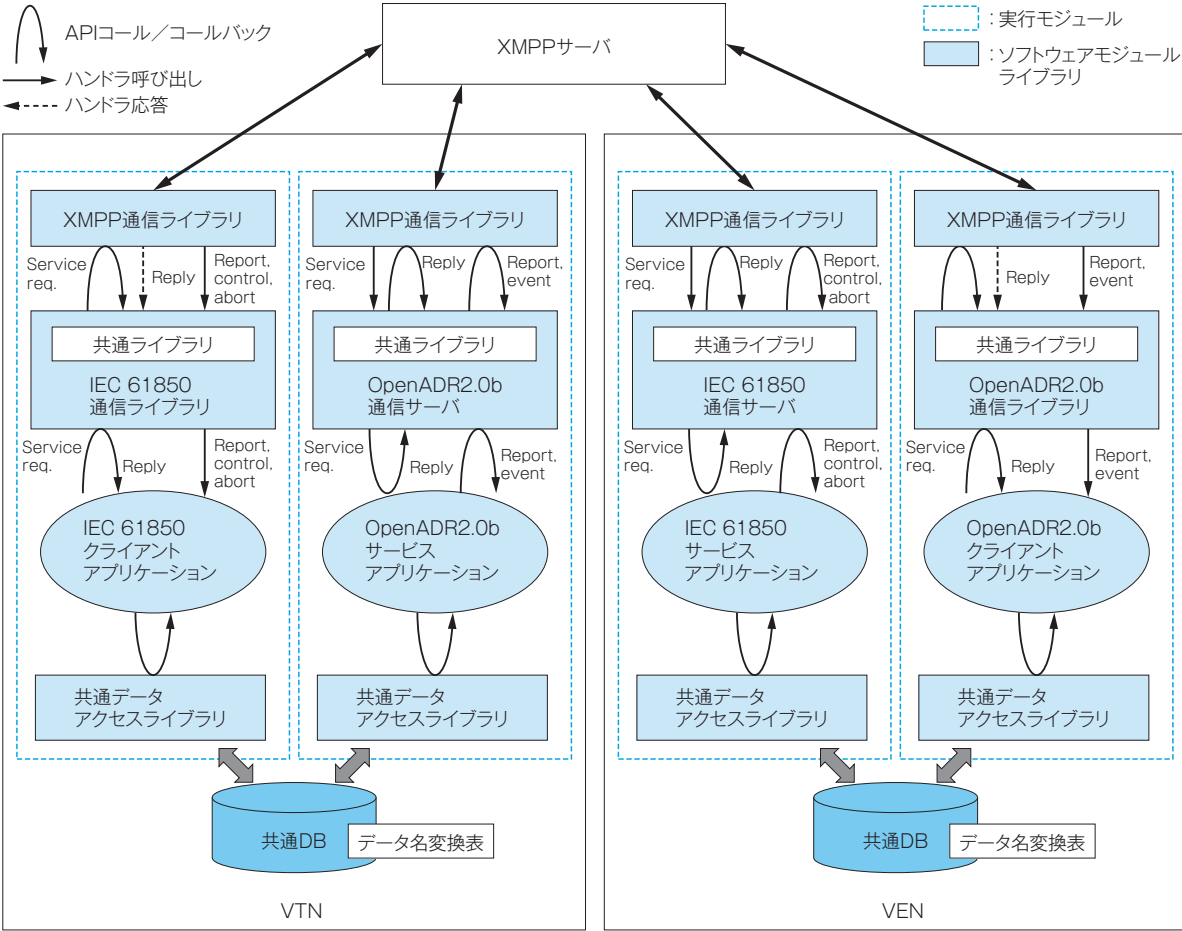 APIコール／コールバック
ハンドラ呼び出し
ハンドラ応答
XMPPサーバ
：実行モジュール
：ソフトウェアモジュール
ライブラリ
XMPP通信ライブラリ
Service
req.
Reply
Report,
control,
abort
共通ライブラリ
IEC 61850
通信ライブラリ
Service
req.
Reply
Report,
control,
abort
IEC 61850
クライアント
アプリケーション
共通データ
アクセスライブラリ
XMPP通信ライブラリ
Service
req.
Reply
Report,
event
共通ライブラリ
OpenADR2.0b
通信サーバ
Service
req.
Reply
Report,
event
OpenADR2.0b
サービス
アプリケーション
共通データ
アクセスライブラリ
共通DB
データ名変換表
VTN
XMPP通信ライブラリ
Service
req.
Reply
Report,
control,
abort
共通ライブラリ
IEC 61850
通信サーバ
Service
req.
Reply
Report,
control,
abort
IEC 61850
サービス
アプリケーション
共通データ
アクセスライブラリ
XMPP通信ライブラリ
Service
req.
Reply
Report,
event
共通ライブラリ
OpenADR2.0b
通信ライブラリ
Service
req.
Reply
Report,
event
OpenADR2.0b
クライアント
アプリケーション
共通データ
アクセスライブラリ
共通DB
データ名変換表
VEN